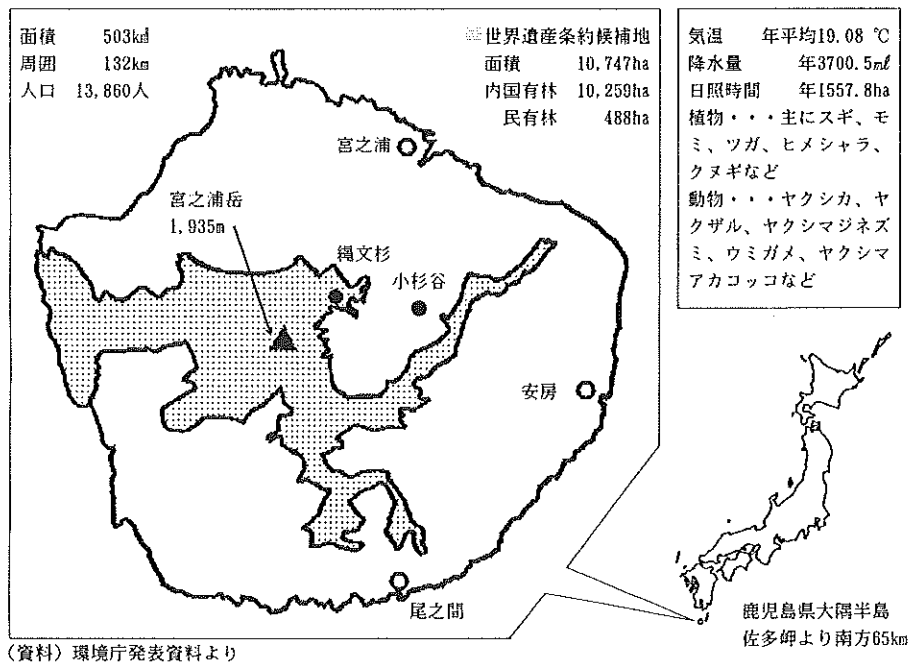 面積 503km²
周囲 132km
人口 13,860人
世界遺産条約候補地
面積 10,747ha
内国有林 10,259ha
民有林 488ha
宮之浦
宮之浦岳
1,935m
縄文杉
小杉谷
安房
尾之間
気温 年平均19.08 ℃
降水量 年3700.5mℓ
日照時間 年1557.8ha
植物・・・主にスギ、モ
ミ、ツガ、ヒメシャラ、
クヌギなど
動物・・・ヤクシカ、ヤ
クザル、ヤクシマジネズ
ミ、ウミガメ、ヤクシマ
アカコッコなど
鹿児島県大隅半島
佐多岬より南方65km
(資料) 環境庁発表資料より